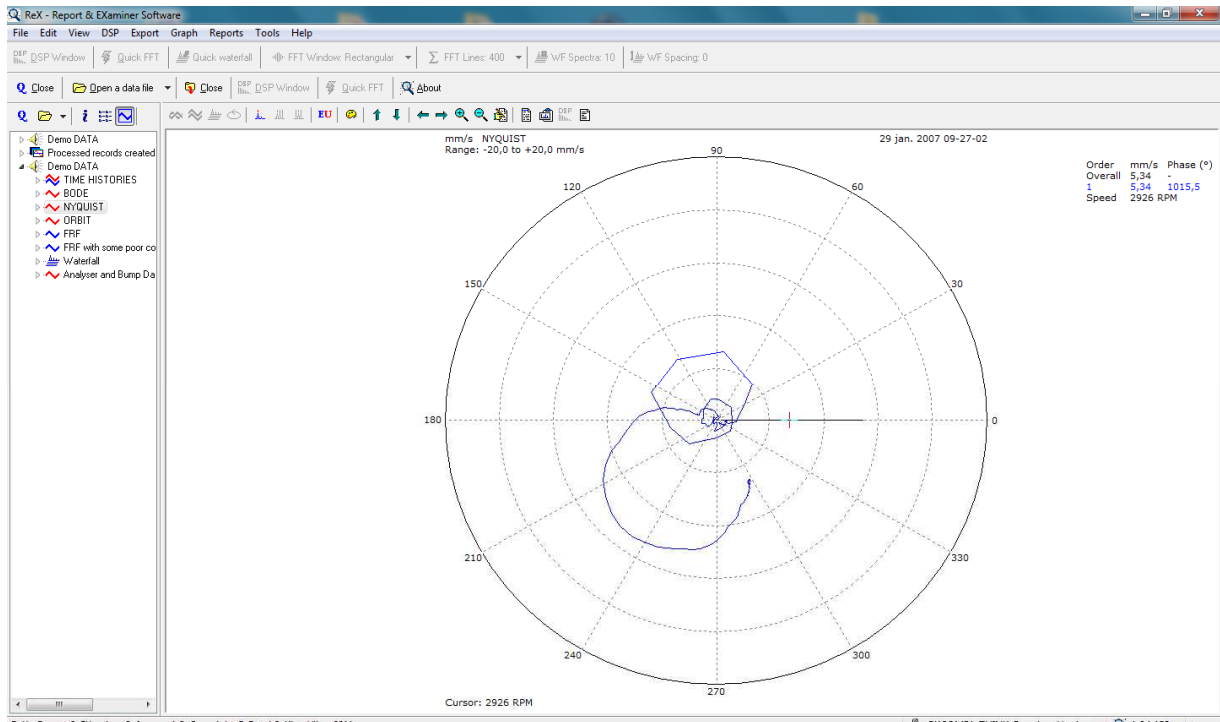 ReX - Report & EXaminer Software
File Edit View DSP Export Graph Reports Tools Help
DSP Window Quick FFT Quick waterfall FFT Window: Rectangular FFT Lines: 400 WF Spectra: 10 WF Spacing: 0
Close Open a data file Close DSP Window Quick FFT About
EU
Demo DATA
Processed records created
Demo DATA
TIME HISTORIES
BODE
NYQUIST
ORBIT
FRF
FRF with some poor co
Waterfall
Analyser and Bump Da
mm/s NYQUIST
Range: -20,0 to +20,0 mm/s
29 jan. 2007 09-27-02
Order mm/s Phase (°)
Overall 5,34 -
1 5,34 1015,5
Speed 2926 RPM
90
120
60
150
30
180
0
210
330
240
300
270
Cursor: 2926 RPM